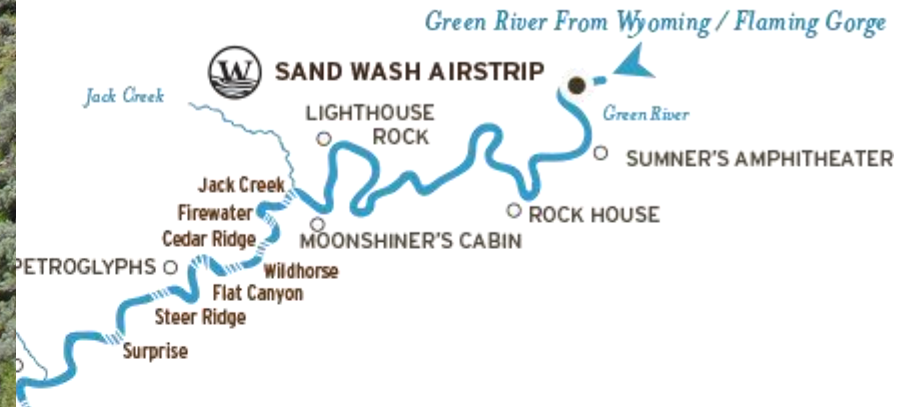 Green River From Wyoming / Flaming Gorge
W
SAND WASH AIRSTRIP
Jack Creek
LIGHTHOUSE
ROCK
Green River
SUMNER'S AMPHITHEATER
Jack Creek
Firewater
ROCK HOUSE
Cedar Ridge
MOONSHINER'S CABIN
PETROGLYPHS
Wildhorse
Flat Canyon
Steer Ridge
Surprise